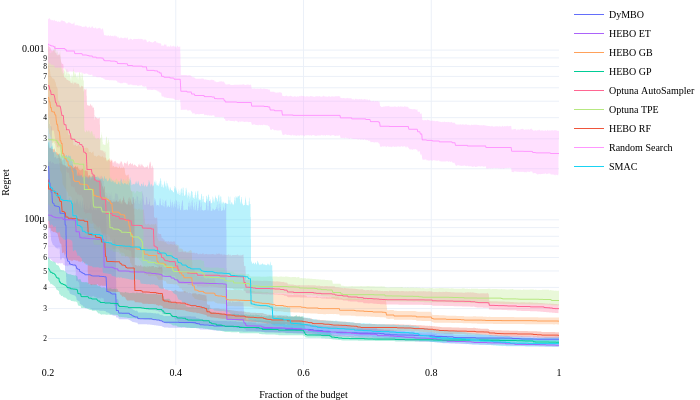 DyMBO
HEBO ET
HEBO GB
HEBO GP
Optuna AutoSampler
Optuna TPE
HEBO RF
Random Search
SMAC
0.001
9
8
7
6
5
4
3
2
100μ
9
8
7
6
5
4
3
2
Regret
0.2 0.4 0.6 0.8 1
Fraction of the budget